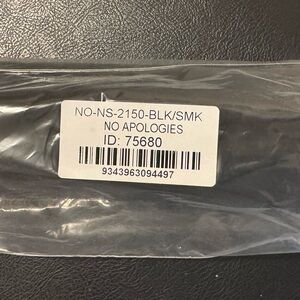 NO-NS-2150-BLK/SMK
NO APOLOGIES
ID: 75680
9343963094497